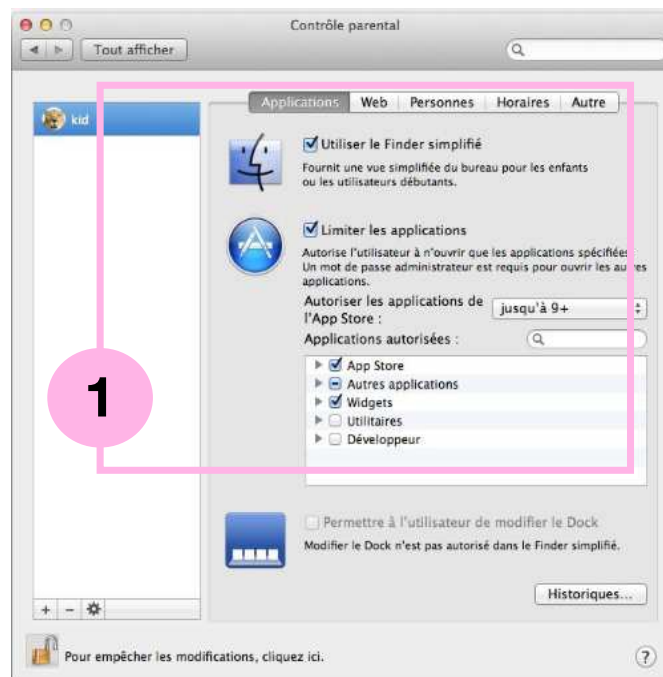 Contrôle parental
Tout afficher
kid
Applications Web Personnes Horaires Autre
Utiliser le Finder simplifié
Fournit une vue simplifiée du bureau pour les enfants
ou les utilisateurs débutants.
Limiter les applications
Autorise l'utilisateur à n'ouvrir que les applications spécifiées
Un mot de passe administrateur est requis pour ouvrir les autres
applications.
Autoriser les applications de
l'App Store :
jusqu'à 9+
Applications autorisées :
App Store
Autres applications
Widgets
Utilitaires
Développeur
1
Permettre à l'utilisateur de modifier le Dock
Modifier le Dock n'est pas autorisé dans le Finder simplifié.
Historiques...
+ −
Pour empêcher les modifications, cliquez ici.
?